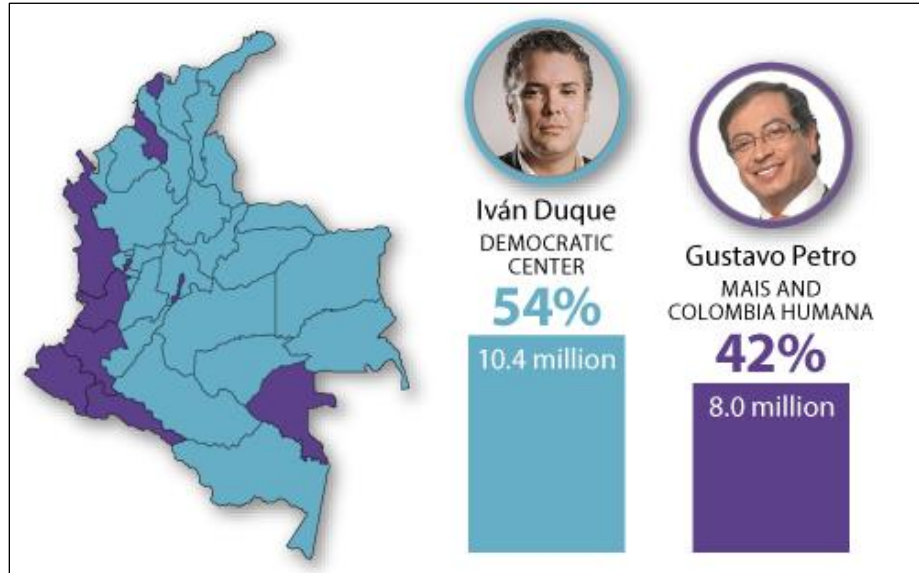 Iván Duque
DEMOCRATIC
CENTER
54%
10.4 million
Gustavo Petro
MAIS AND
COLOMBIA HUMANA
42%
8.0 million